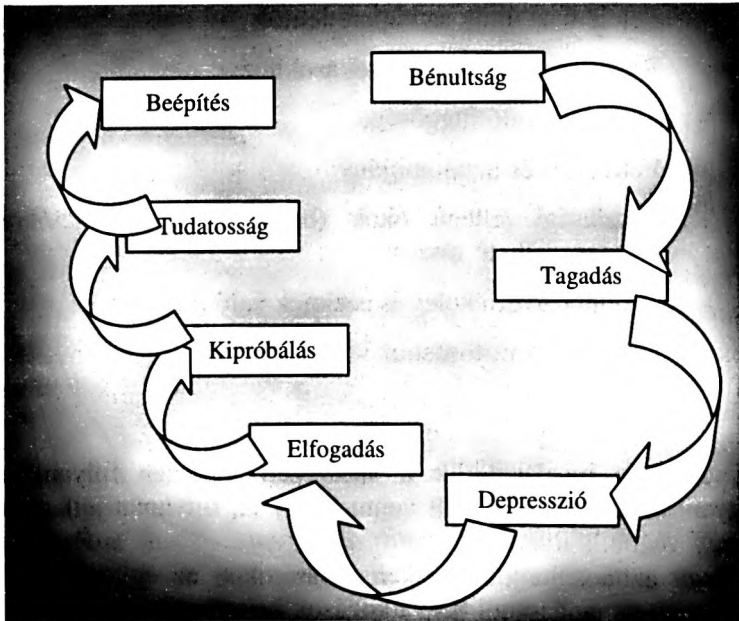 Bénultság
Tagadás
Depresszió
Elfogadás
Kipróbálás
Tudatosság
Beépítés